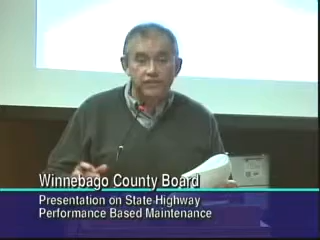 Winnebago County Board
Presentation on State Highway
Performance Based Maintenance